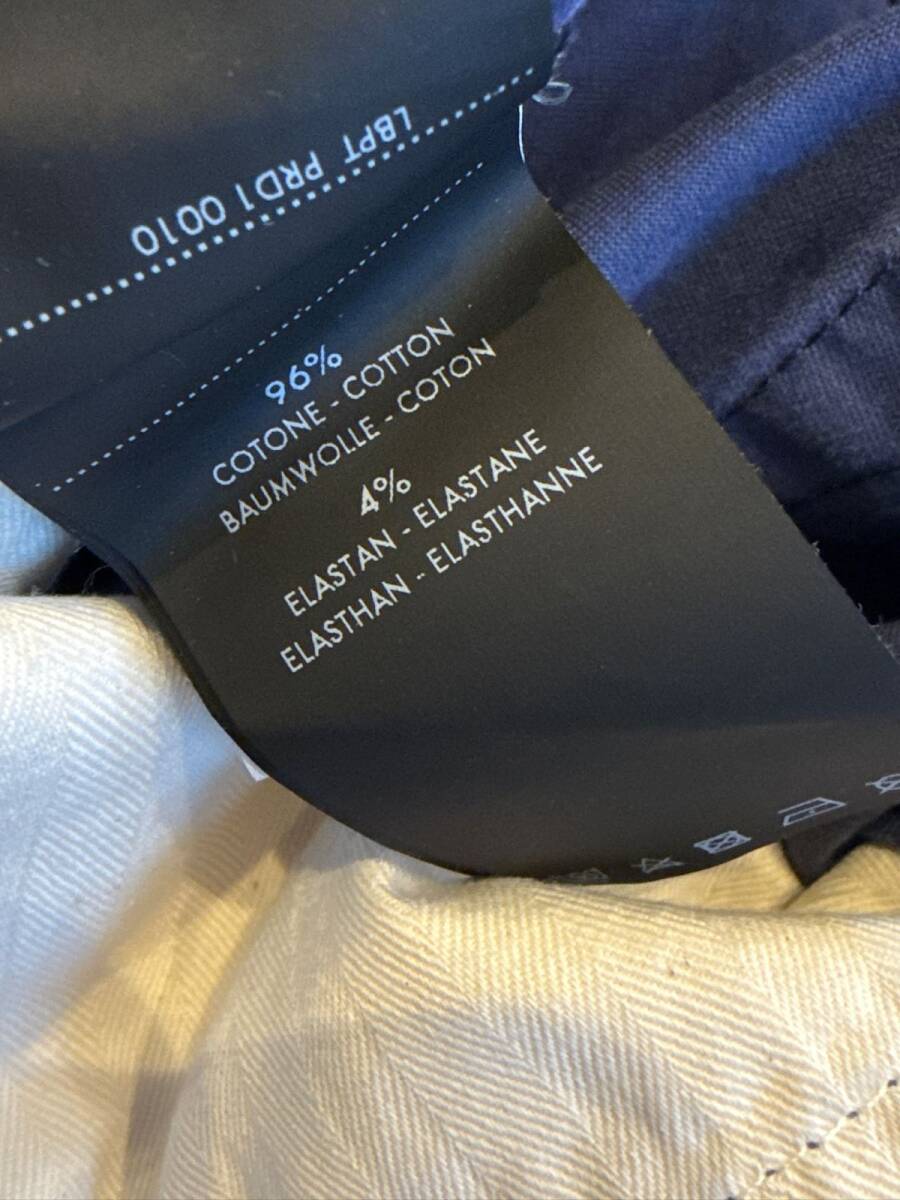 LBPT PRD1 0010
96%
COTONE - COTTON
BAUMWOLLE - COTON
4%
ELASTAN - ELASTANE
ELASTHAN - ELASTHANNE